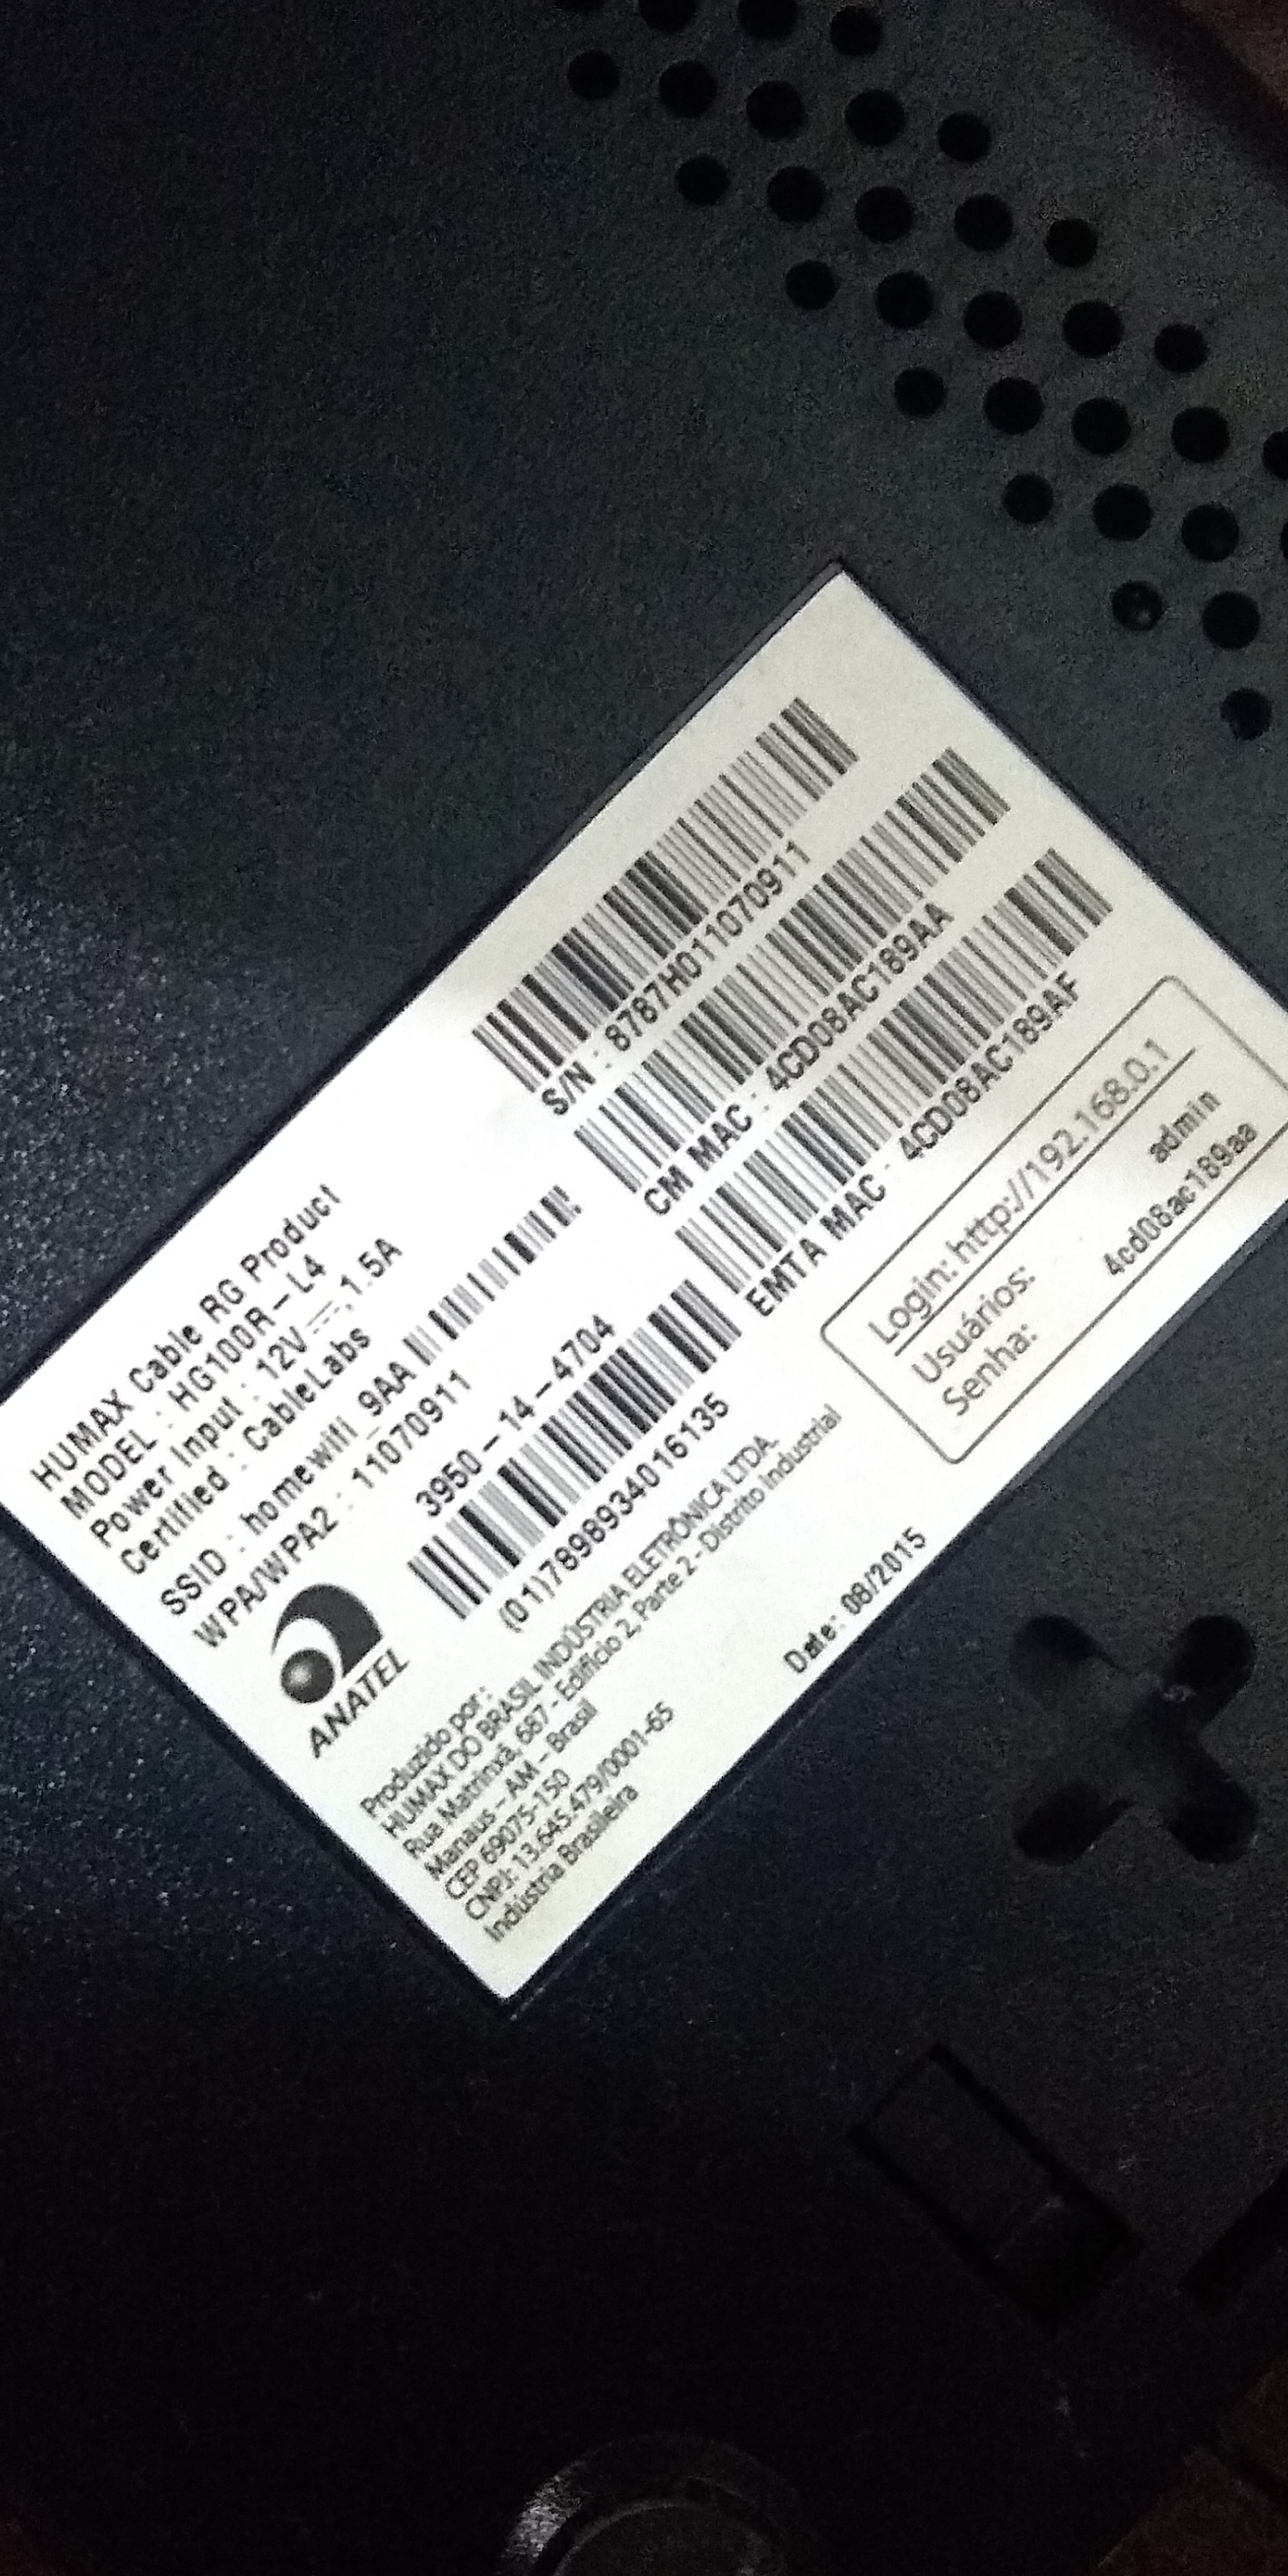 HUMAX Cable RG Product
MODEL : HG100R-L4
Power Input : 12V 1.5A
Certified : CableLabs
SSID : homewifi_9AA
WPA/WPA2 : 11070911
ANATEL
3950-14-4704
(01)7898934016135
Produzido por:
HUMAX DO BRASIL INDÚSTRIA ELETRÔNICA LTDA.
Rua Matrinxã, 687 - Edifício 2, Parte 2 - Distrito Industrial
Manaus – AM – Brasil
CEP 69075-150
CNPJ: 13.645.479/0001-65
Indústria Brasileira
S/N : 8787H011070911
CM MAC : 4CD08AC189AA
EMTA MAC : 4CD08AC189AF
Login: http://192.168.0.1
Usuários: admin
Senha: 4cd08ac189aa
Date: 08/2015